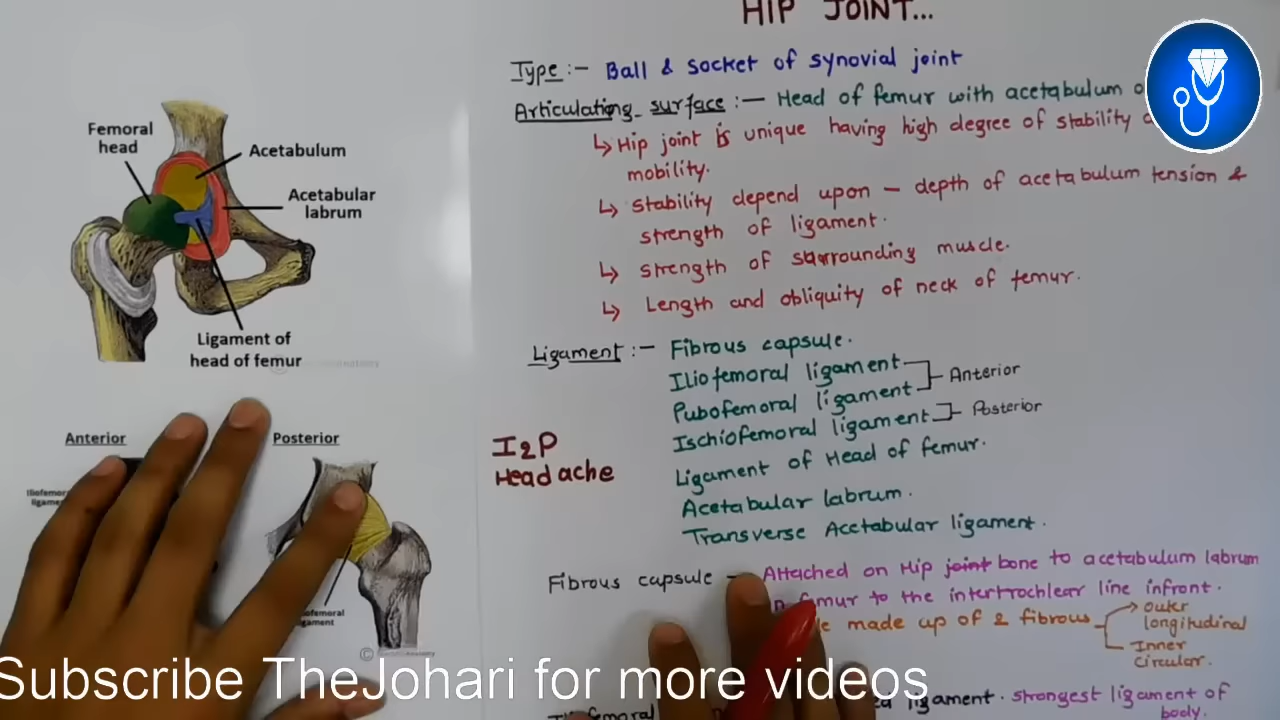 HIP JOINT...
Type :- Ball & socket of synovial joint
Articulating surface :- Head of femur with acetabulum
↳ Hip joint is unique having high degree of stability
mobility.
↳ stability depend upon - depth of acetabulum tension &
strength of ligament.
↳ strength of surrounding muscle.
↳ Length and obliquity of neck of femur.
Ligament :- Fibrous capsule.
Iliofemoral ligament
Pubofemoral ligament
Anterior
Ischiofemoral ligament
Posterior
Ligament of Head of femur.
Acetabular labrum.
Transverse Acetabular ligament.
I2P
Headache
Fibrous capsule - Attached on Hip joint bone to acetabulum labrum
femur to the intertrochlear line infront.
made up of 2 fibrous
outer
longitudinal
Inner
circular.
ligament. strongest ligament of
body.
Femoral
head
Acetabulum
Acetabular
labrum
Ligament of
head of femur
Anterior
Posterior
Subscribe TheJohari for more videos